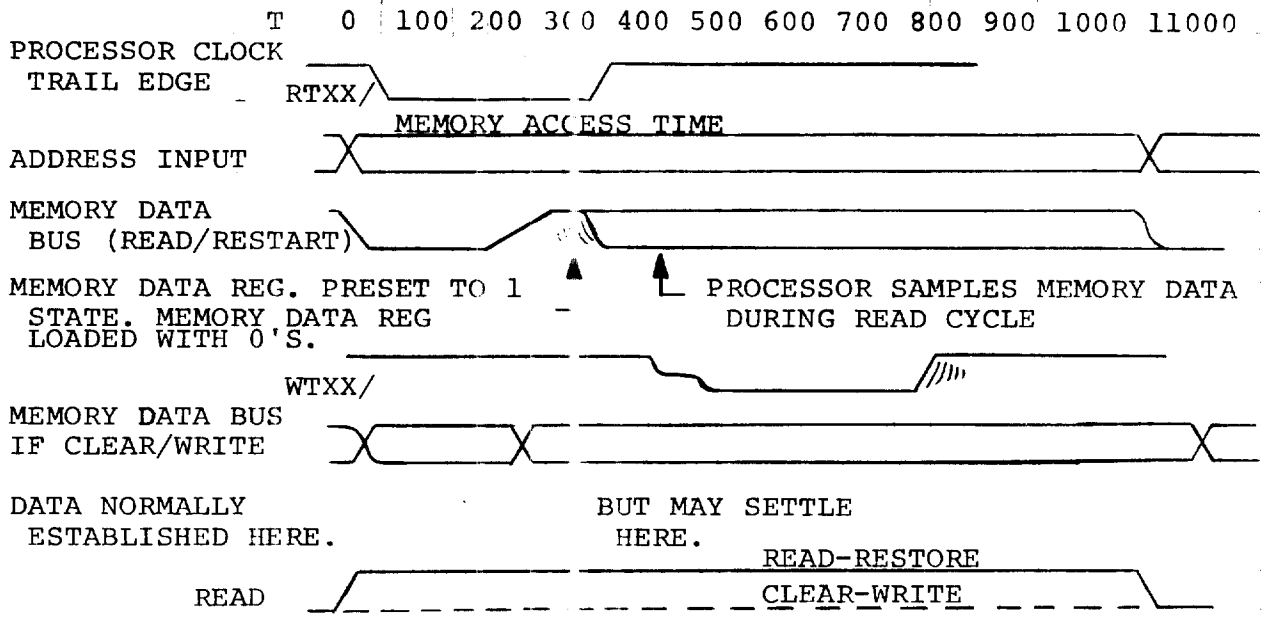 T 0 100 200 300 400 500 600 700 800 900 1000 11000
PROCESSOR CLOCK
TRAIL EDGE
RTXX/
MEMORY ACCESS TIME
ADDRESS INPUT
MEMORY DATA
BUS (READ/RESTART)
MEMORY DATA REG. PRESET TO 1
STATE. MEMORY DATA REG
LOADED WITH 0'S.
PROCESSOR SAMPLES MEMORY DATA
DURING READ CYCLE
WTXX/
MEMORY DATA BUS
IF CLEAR/WRITE
DATA NORMALLY
ESTABLISHED HERE.
BUT MAY SETTLE
HERE.
READ-RESTORE
READ
CLEAR-WRITE